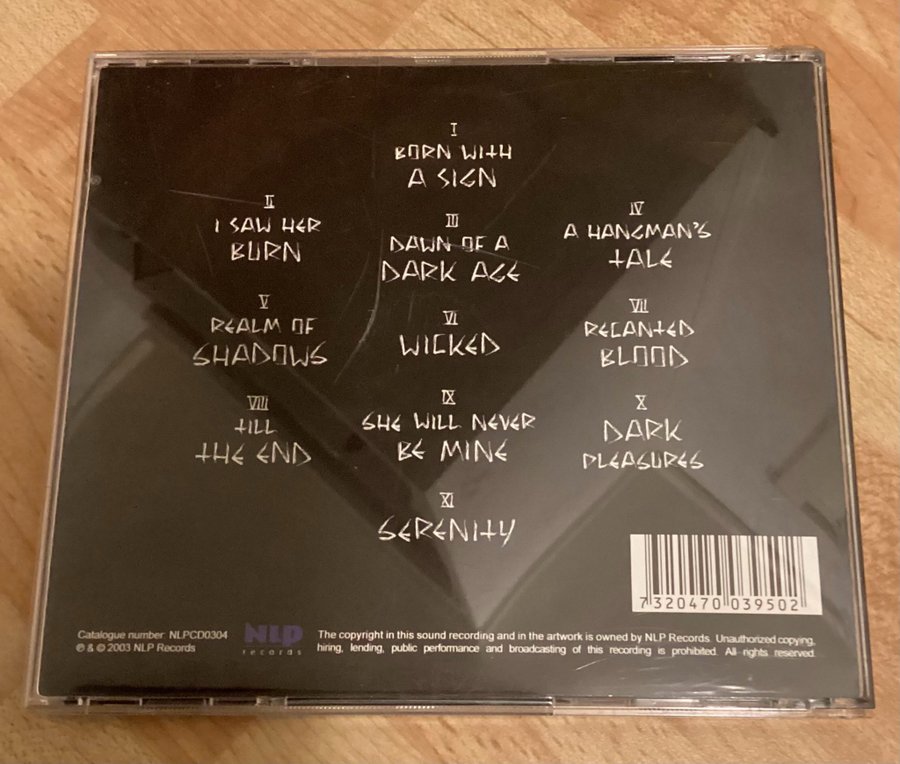 I
BORN WITH
A SIGN
II
I SAW HER
BURN
III
DAWN OF A
DARK AGE
IV
A HANGMAN'S
TALE
V
REALM OF
SHADOWS
VI
WICKED
VII
RECANTED
BLOOD
VIII
TILL
THE END
IX
SHE WILL NEVER
BE MINE
X
DARK
PLEASURES
XI
SERENITY
7 320470 039502
Catalogue number: NLPCD0304
℗ & © 2003 NLP Records
NLP
records
The copyright in this sound recording and in the artwork is owned by NLP Records. Unauthorized copying,
hiring, lending, public performance and broadcasting of this recording is prohibited. All rights reserved.